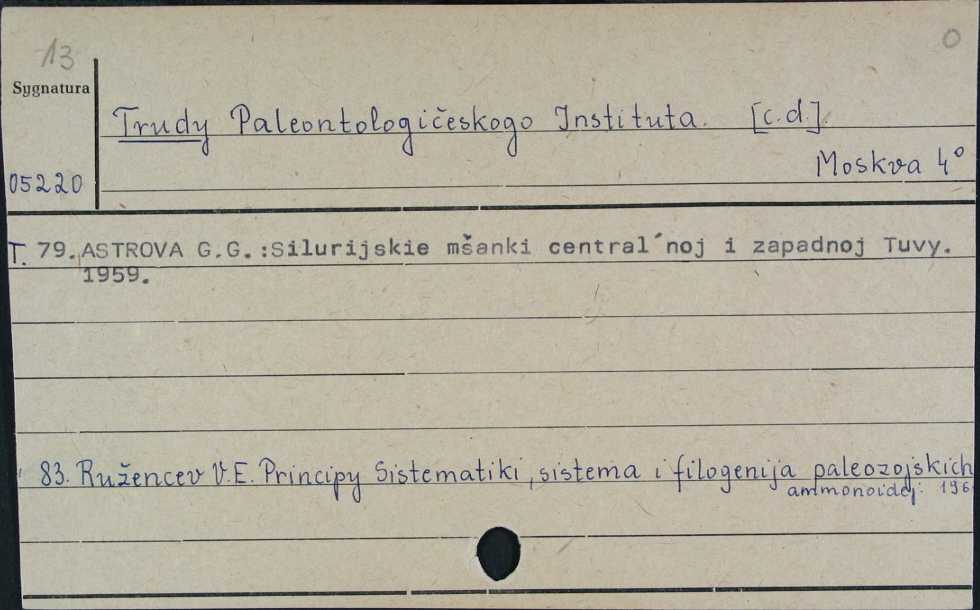 13
0
Sygnatura
Trudy Paleontologičeskogo Instituta. [c.d.]
Moskva 4°
05220
T. 79. ASTROVA G.G.:Silurijskie mšanki central´noj i zapadnoj Tuvy.
1959.
83. Ružencev V.E. Principy Sistematiki, sistema i filogenija paleozojskich
ammonoidej. 196